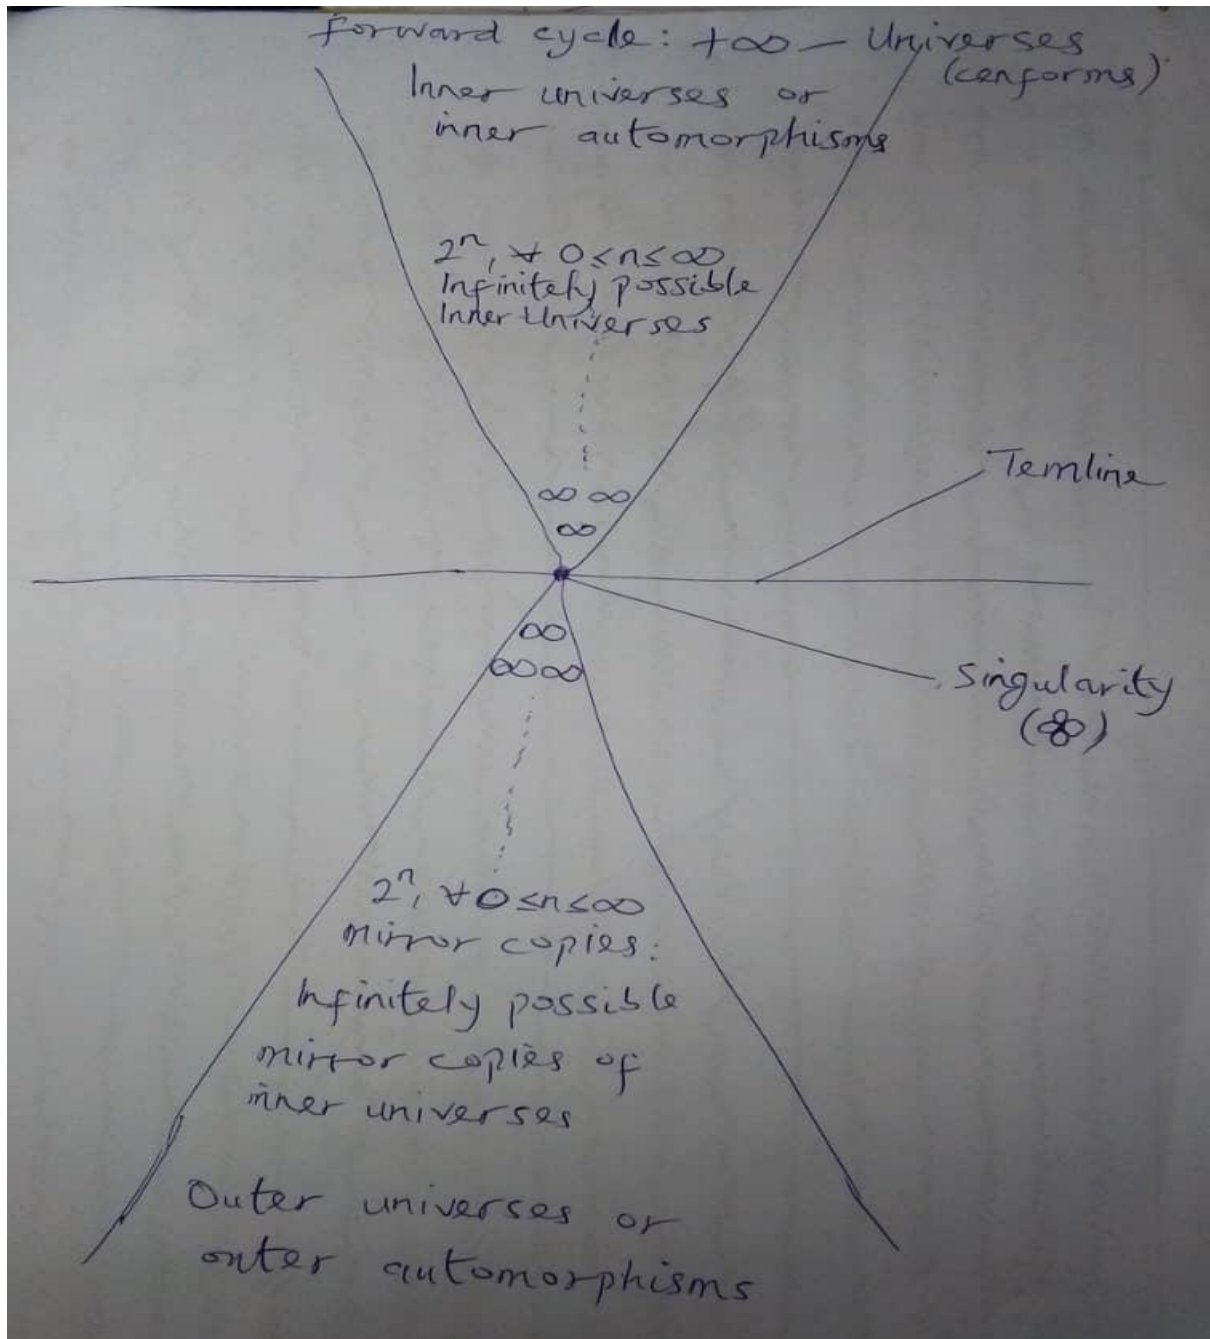 forward cycle: +∞ — Universes
(cenforms)
Inner universes or
inner automorphisms
2ⁿ, ∀ 0≤n≤∞
Infinitely possible
Inner Universes
∞ ∞
∞
Temline
∞
∞ ∞
Singularity
2ⁿ, ∀ 0≤n≤∞
mirror copies:
Infinitely possible
mirror copies of
inner universes
Outer universes or
outer automorphisms